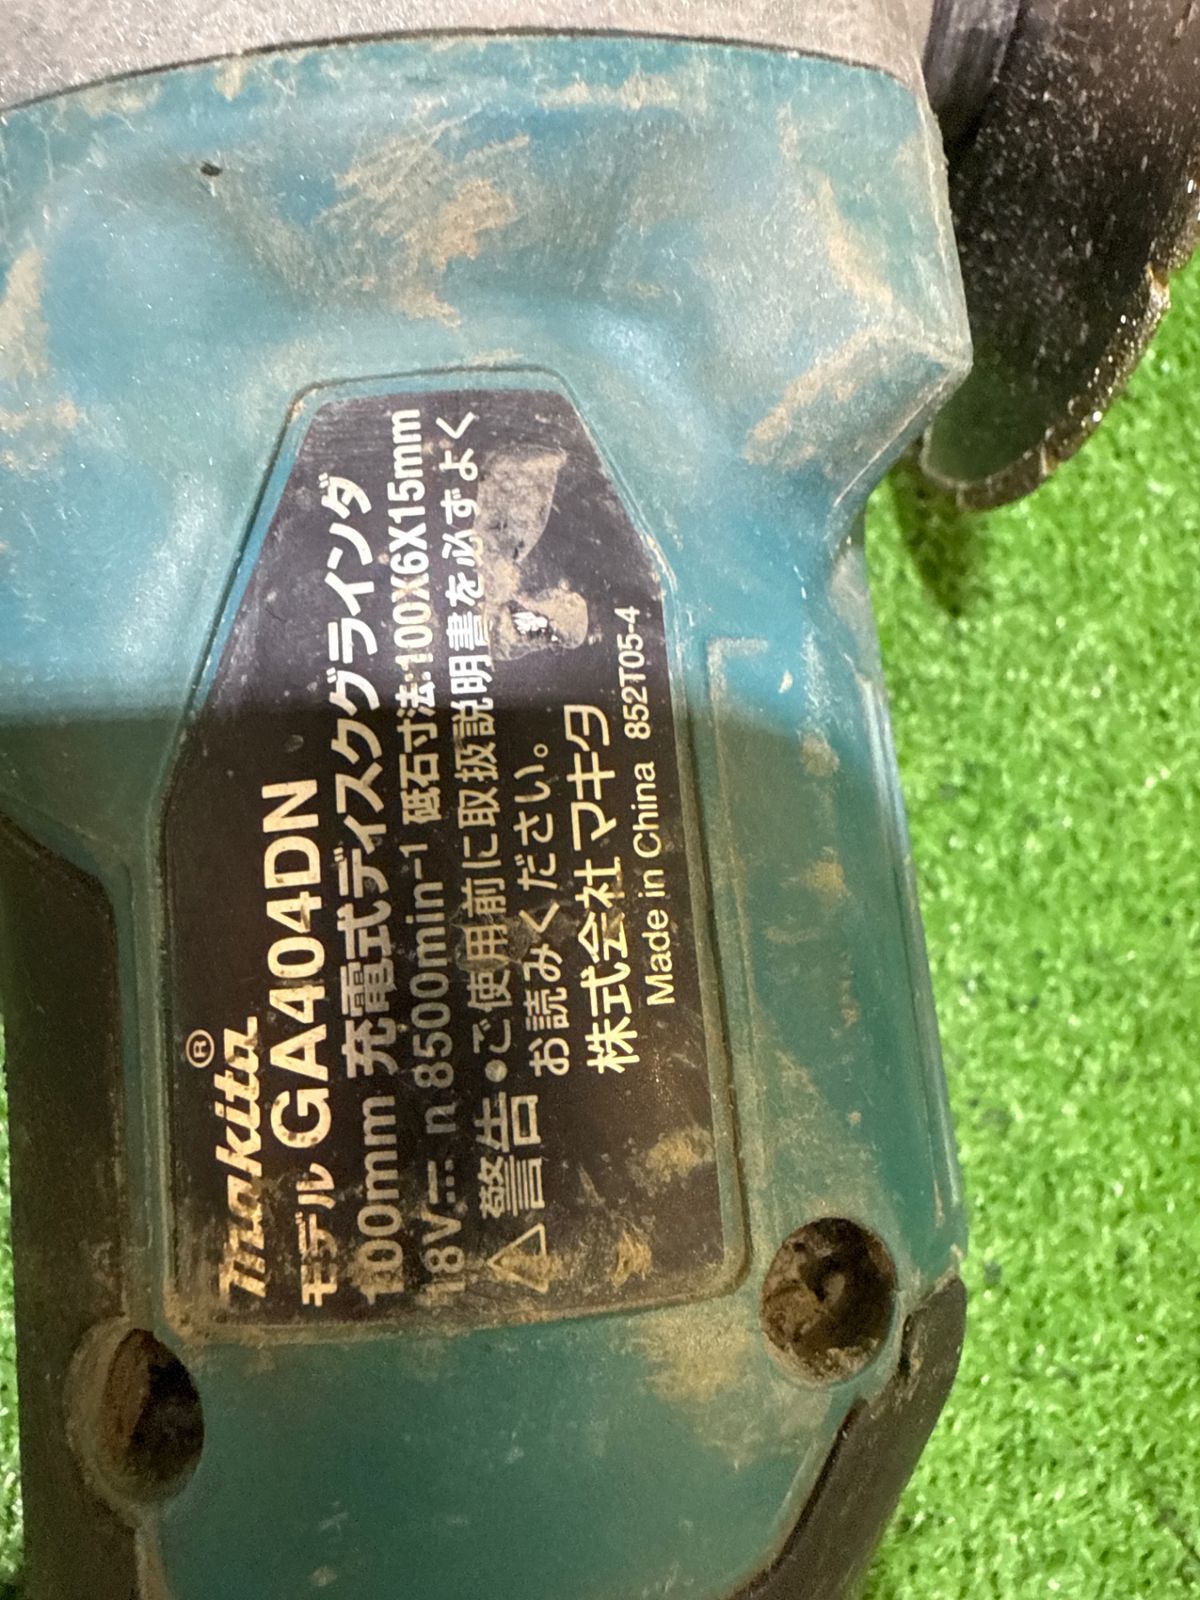 makita®
モデル GA404DN
100mm 充電式ディスクグラインダ
18V n 8500min⁻¹ 砥石寸法:100X6X15mm
⚠警告・ご使用前に取扱説明書を必ずよく
お読みください。
株式会社マキタ
Made in China 852T05-4